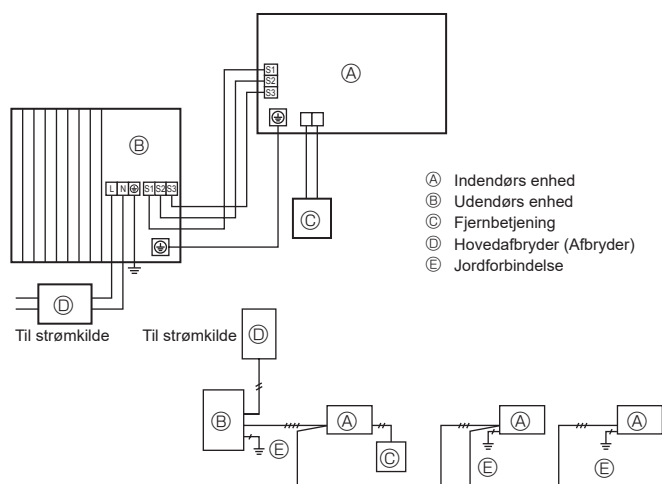 S1
S2
S3
Ⓐ
Ⓑ
L N S1 S2 S3
Ⓒ
Ⓐ Indendørs enhed
Ⓑ Udendørs enhed
Ⓒ Fjernbetjening
Ⓓ Hovedafbryder (Afbryder)
Ⓔ Jordforbindelse
Ⓓ
Til strømkilde
Til strømkilde
Ⓓ
Ⓑ
Ⓐ
Ⓐ
Ⓐ
Ⓔ
Ⓒ
Ⓔ
Ⓔ